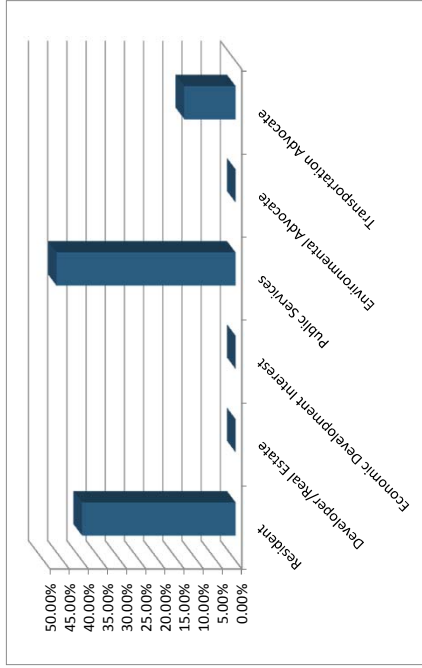 50.00%
45.00%
40.00%
35.00%
30.00%
25.00%
20.00%
15.00%
10.00%
5.00%
0.00%
Resident
Developer/Real Estate
Economic Development Interest
Public Services
Environmental Advocate
Transportation Advocate